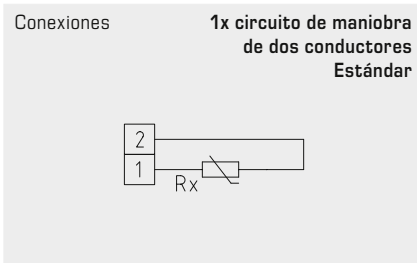 Conexiones
1x circuito de maniobra
de dos conductores
Estándar
2
1
Rx